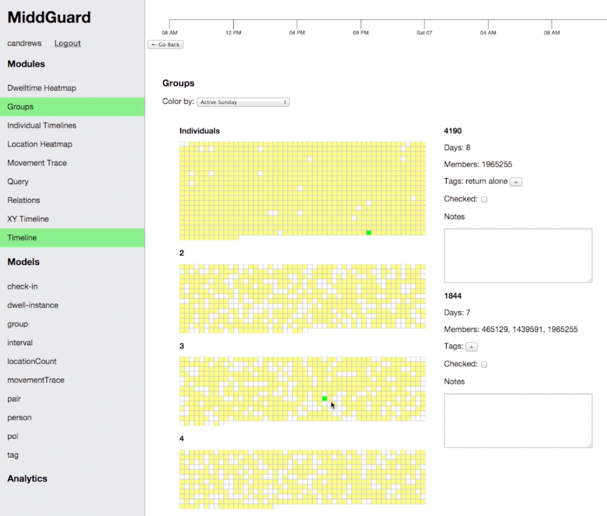 MiddGuard
candrews Logout
Modules
Dwelltime Heatmap
Groups
Individual Timelines
Location Heatmap
Movement Trace
Query
Relations
XY Timeline
Timeline
Models
check-in
dwell-instance
group
interval
locationCount
movementTrace
pair
person
poi
tag
Analytics
08 AM 12 PM 04 PM 08 PM Sat 07 04 AM 08 AM
← Go Back
Groups
Color by: Active Sunday
Individuals
2
3
4
4190
Days: 8
Members: 1965255
Tags: return alone +
Checked:
Notes
1844
Days: 7
Members: 465129, 1439591, 1965255
Tags: +
Checked:
Notes